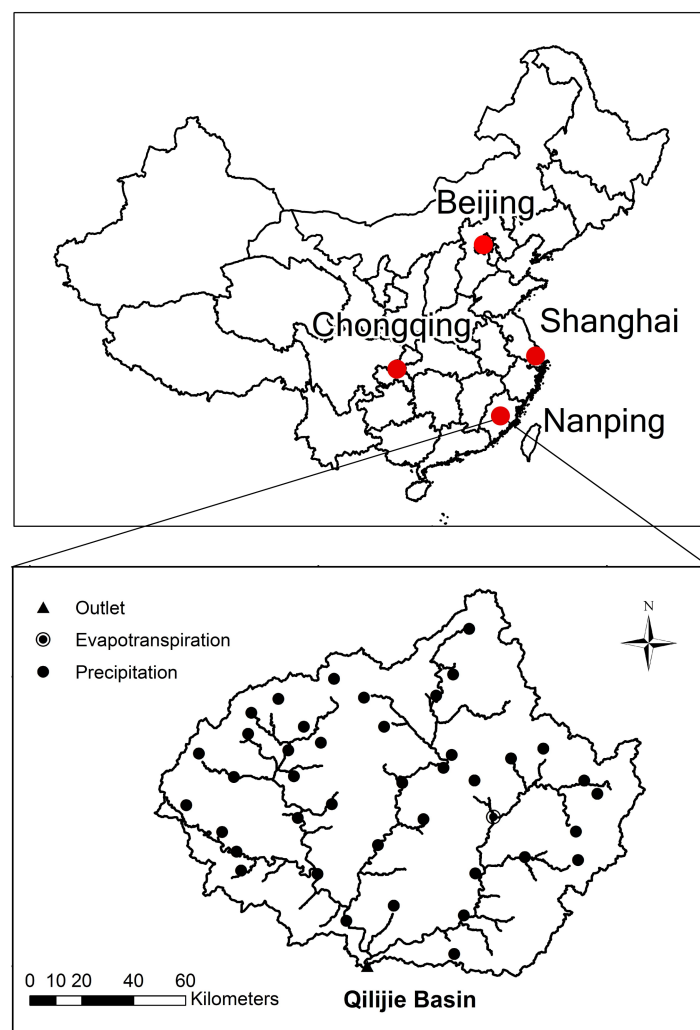 Beijing
Chongqing
Shanghai
Nanping
Outlet
Evapotranspiration
Precipitation
N
0 10 20 40 60
Kilometers
Qilijie Basin